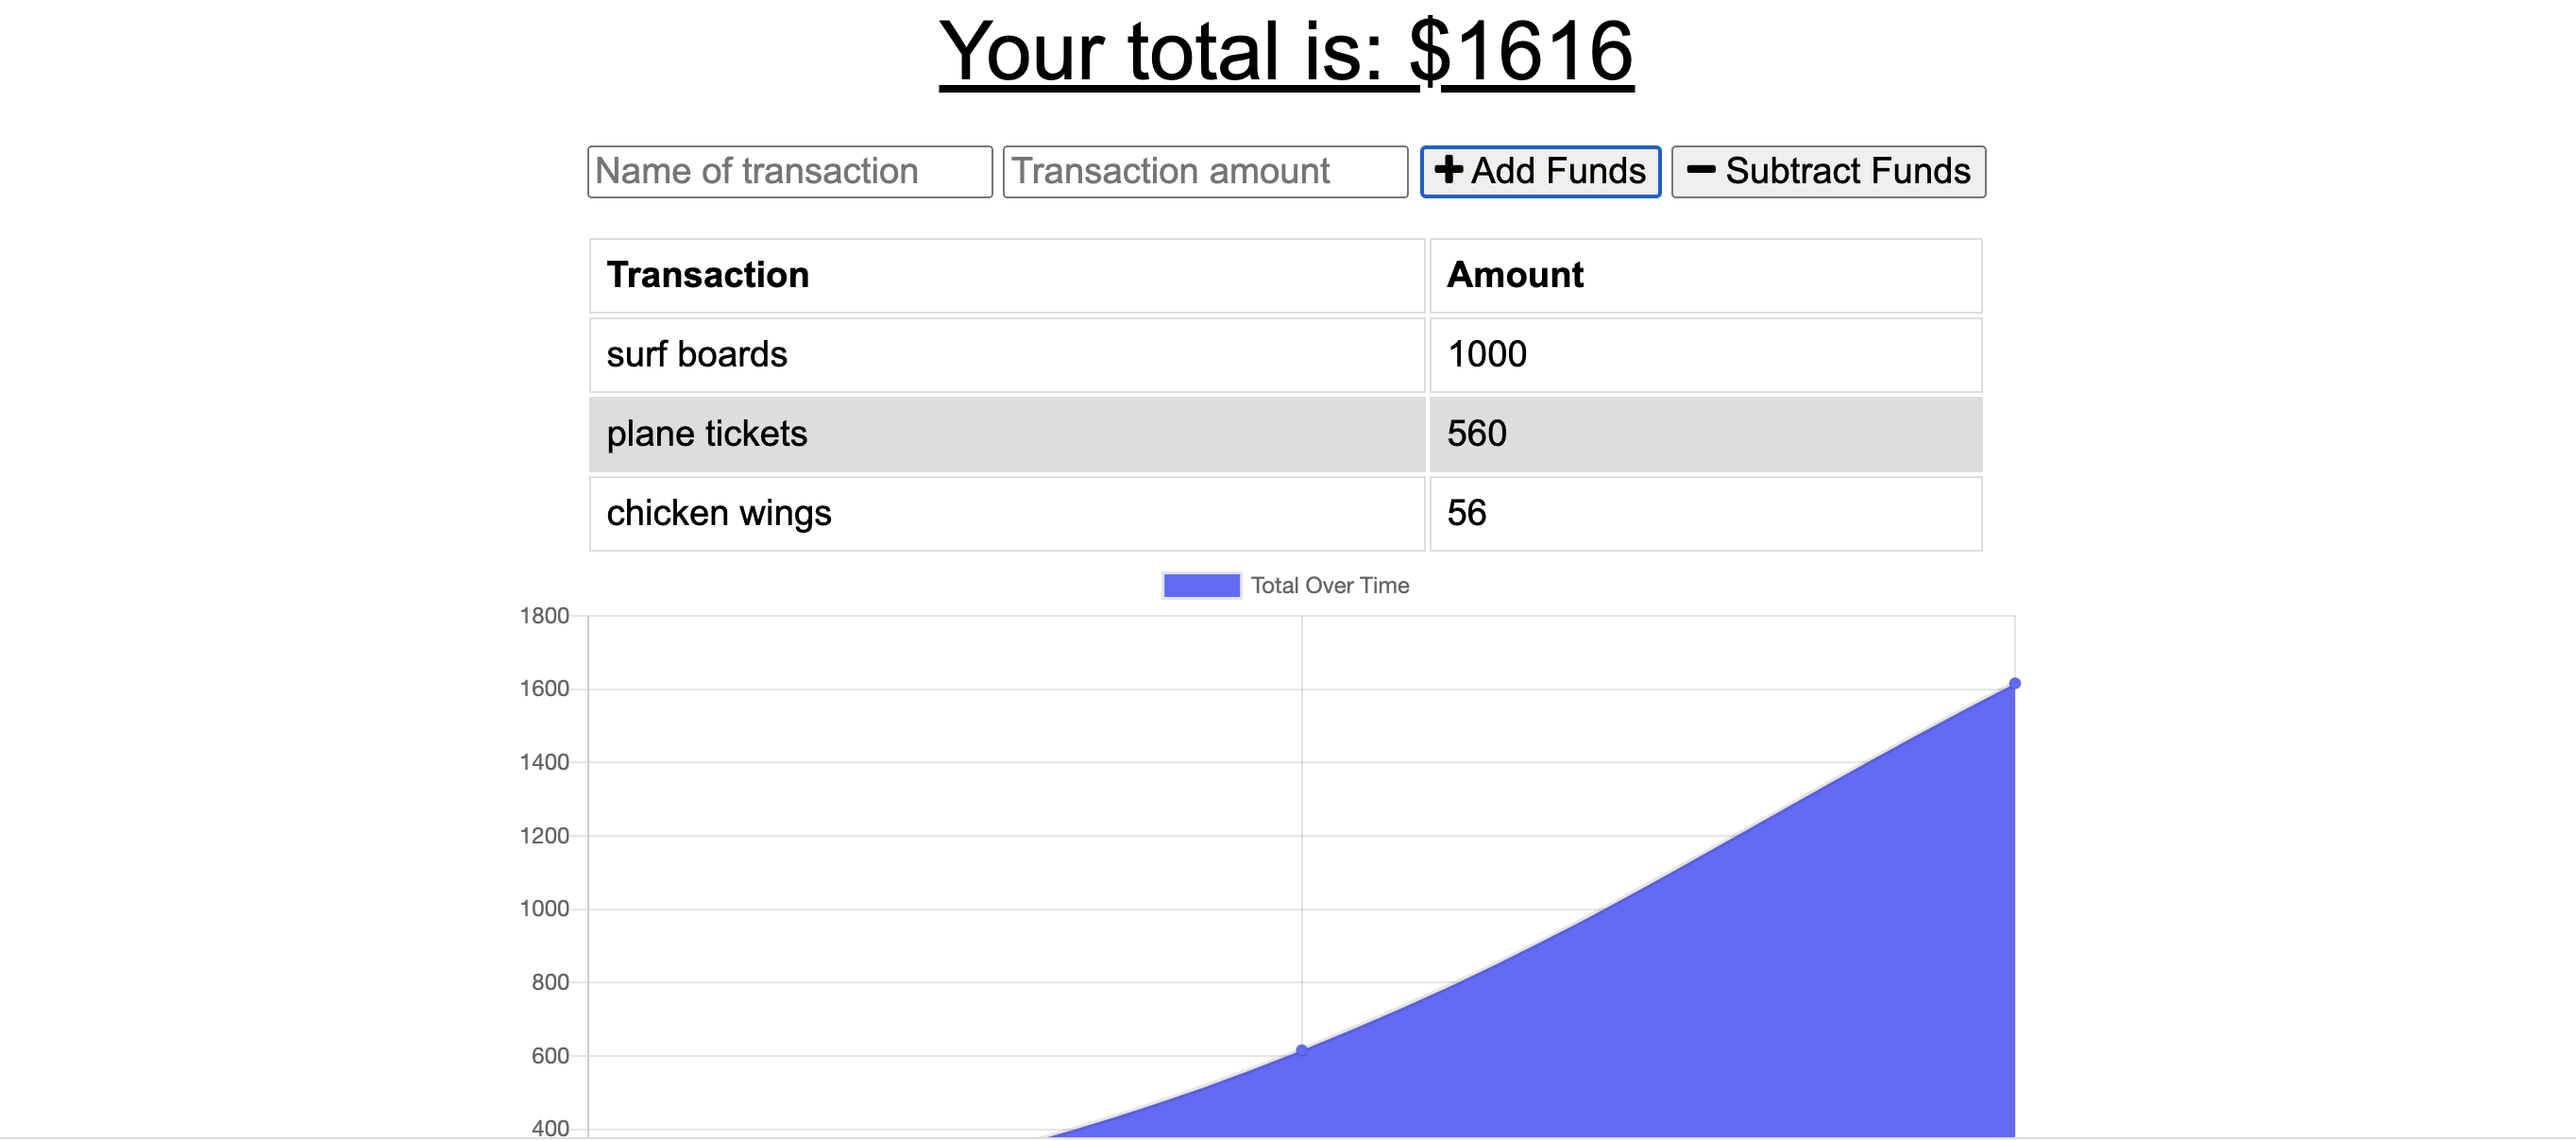 Your total is: $1616
Name of transaction Transaction amount Add Funds Subtract Funds
Transaction Amount
surf boards 1000
plane tickets 560
chicken wings 56
Total Over Time
1800
1600
1400
1200
1000
800
600
400